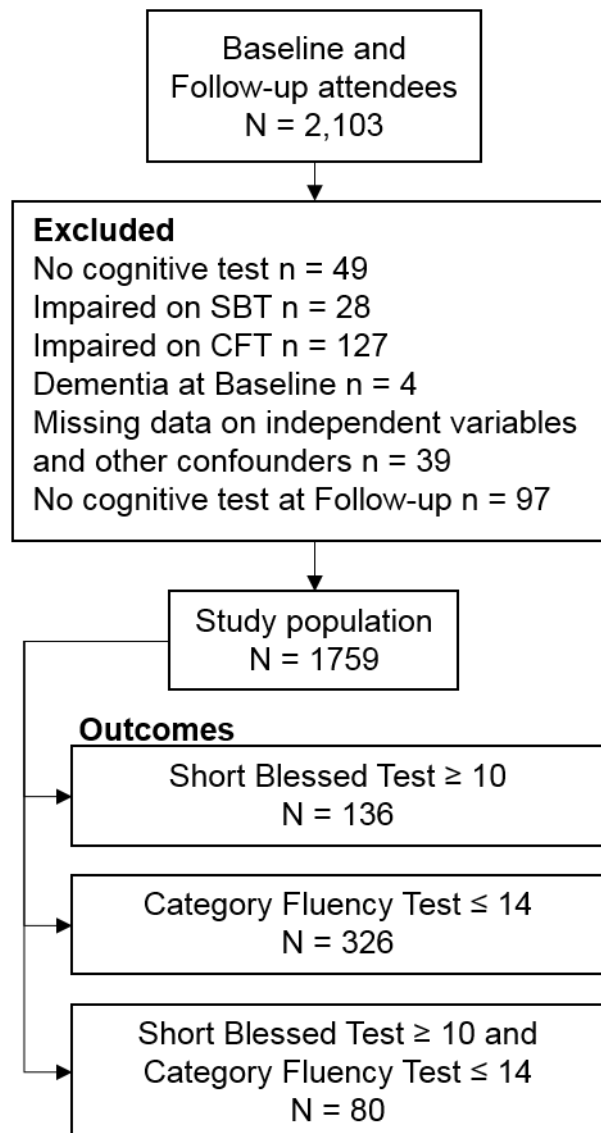 Baseline and
Follow-up attendees
N = 2,103
Excluded
No cognitive test n = 49
Impaired on SBT n = 28
Impaired on CFT n = 127
Dementia at Baseline n = 4
Missing data on independent variables
and other confounders n = 39
No cognitive test at Follow-up n = 97
Study population
N = 1759
Outcomes
Short Blessed Test ≥ 10
N = 136
Category Fluency Test ≤ 14
N = 326
Short Blessed Test ≥ 10 and
Category Fluency Test ≤ 14
N = 80